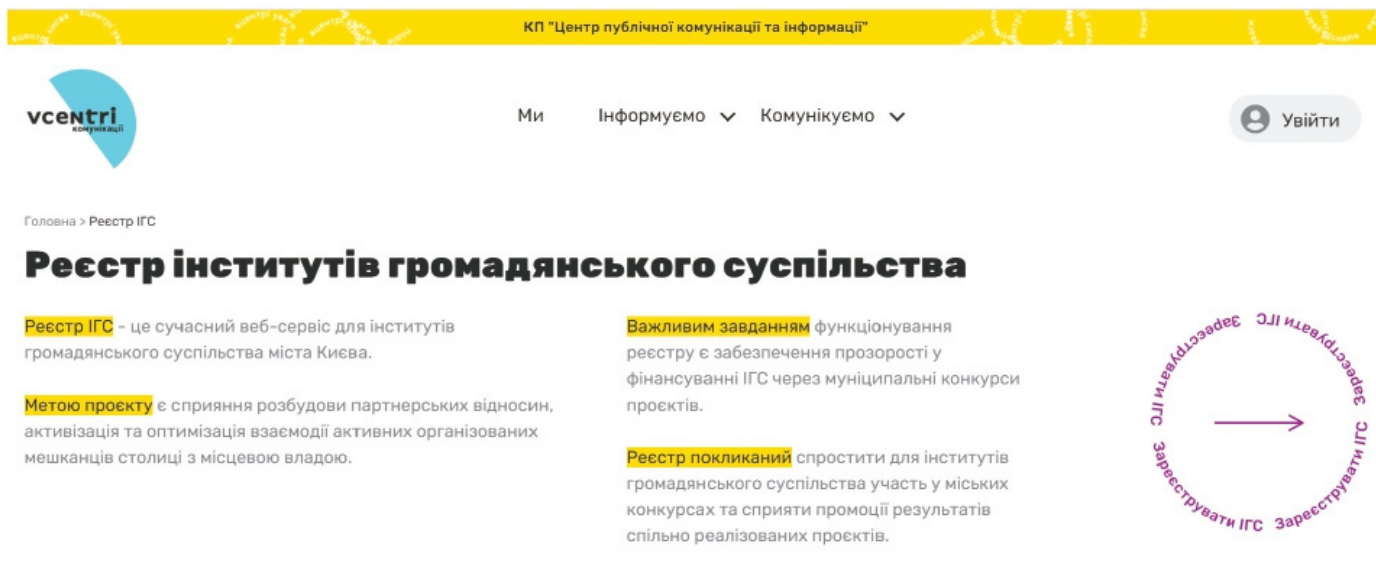 КП "Центр публічної комунікації та інформації"
vcentri
комунікації
Ми
Інформуємо
Комунікуємо
Увійти
Головна > Реєстр ІГС
Реєстр інститутів громадянського суспільства
Реєстр ІГС - це сучасний веб-сервіс для інститутів
громадянського суспільства міста Києва.
Метою проєкту є сприяння розбудови партнерських відносин,
активізація та оптимізація взаємодії активних організованих
мешканців столиці з місцевою владою.
Важливим завданням функціонування
реєстру є забезпечення прозорості у
фінансуванні ІГС через муніципальні конкурси
проєктів.
Реєстр покликаний спростити для інститутів
громадянського суспільства участь у міських
конкурсах та сприяти промоції результатів
спільно реалізованих проєктів.
Зареєструвати ІГС Зареєструвати ІГС Зареєструвати ІГС Зареєструвати ІГС